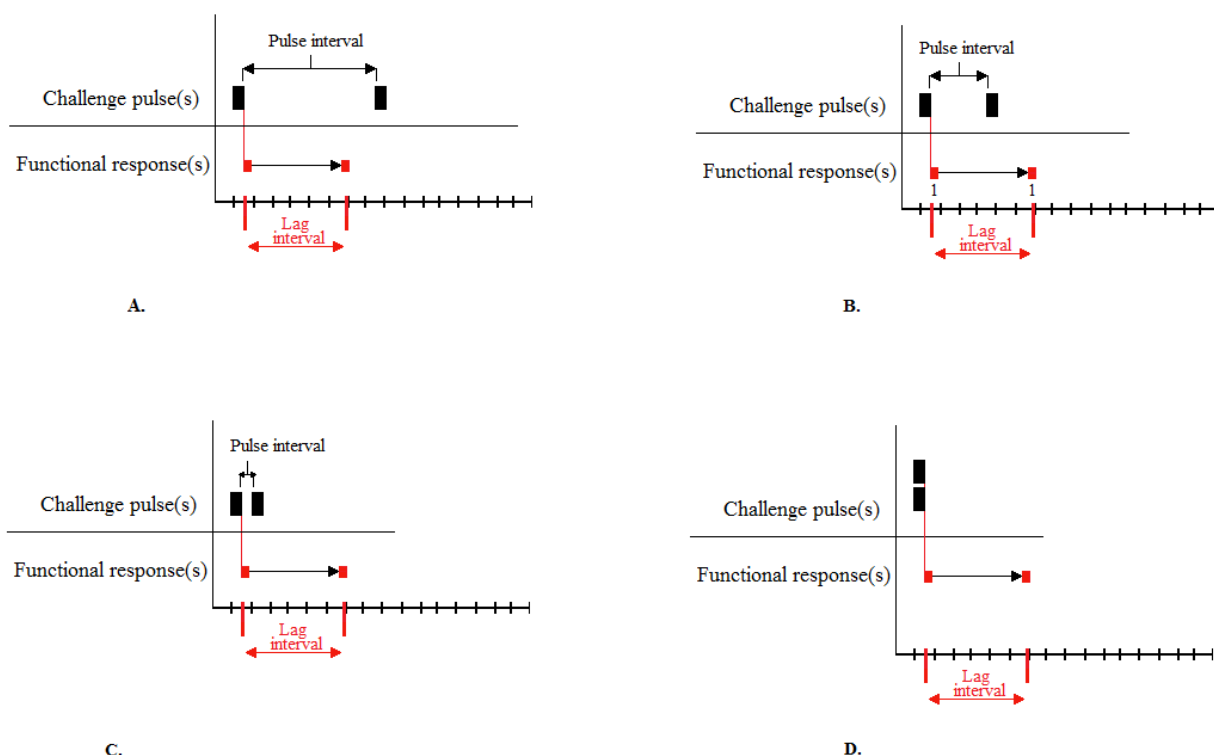 Pulse interval
Challenge pulse(s)
Functional response(s)
Lag
interval
A.
Pulse interval
Challenge pulse(s)
Functional response(s)
1
1
Lag
interval
B.
Pulse interval
Challenge pulse(s)
Functional response(s)
Lag
interval
C.
Challenge pulse(s)
Functional response(s)
Lag
interval
D.